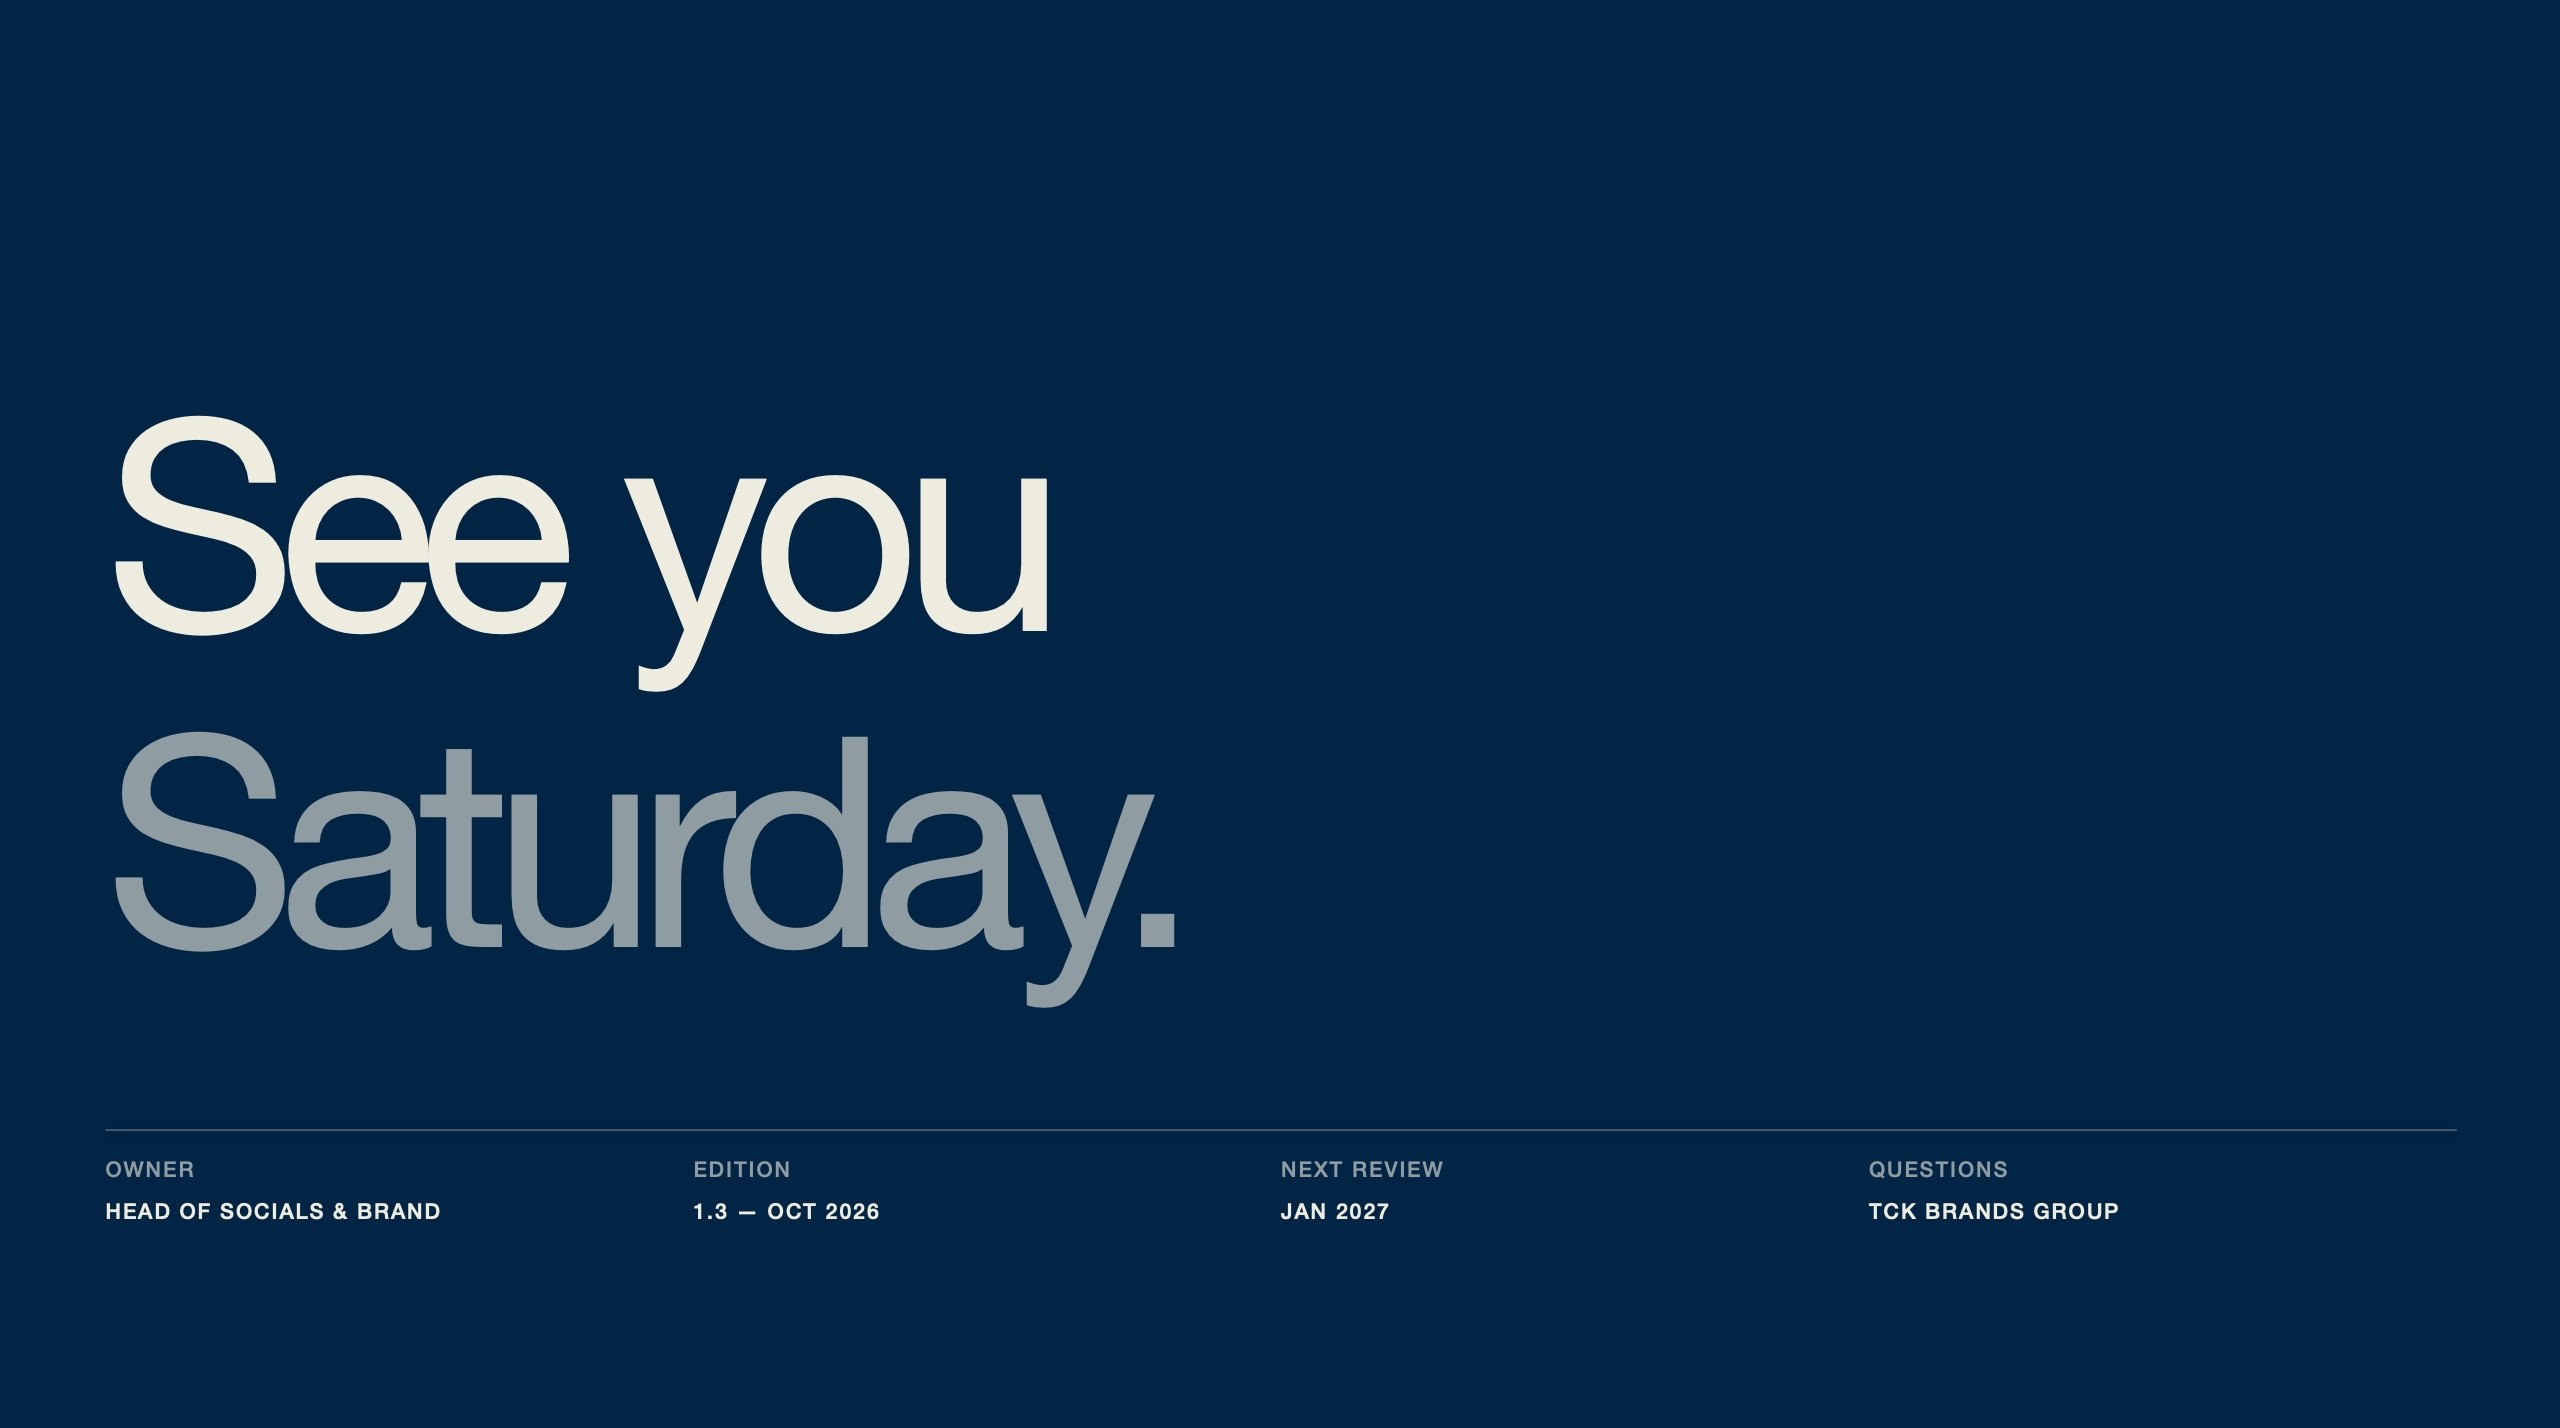 See you
Saturday.
OWNER
HEAD OF SOCIALS & BRAND
EDITION
1.3 — OCT 2026
NEXT REVIEW
JAN 2027
QUESTIONS
TCK BRANDS GROUP